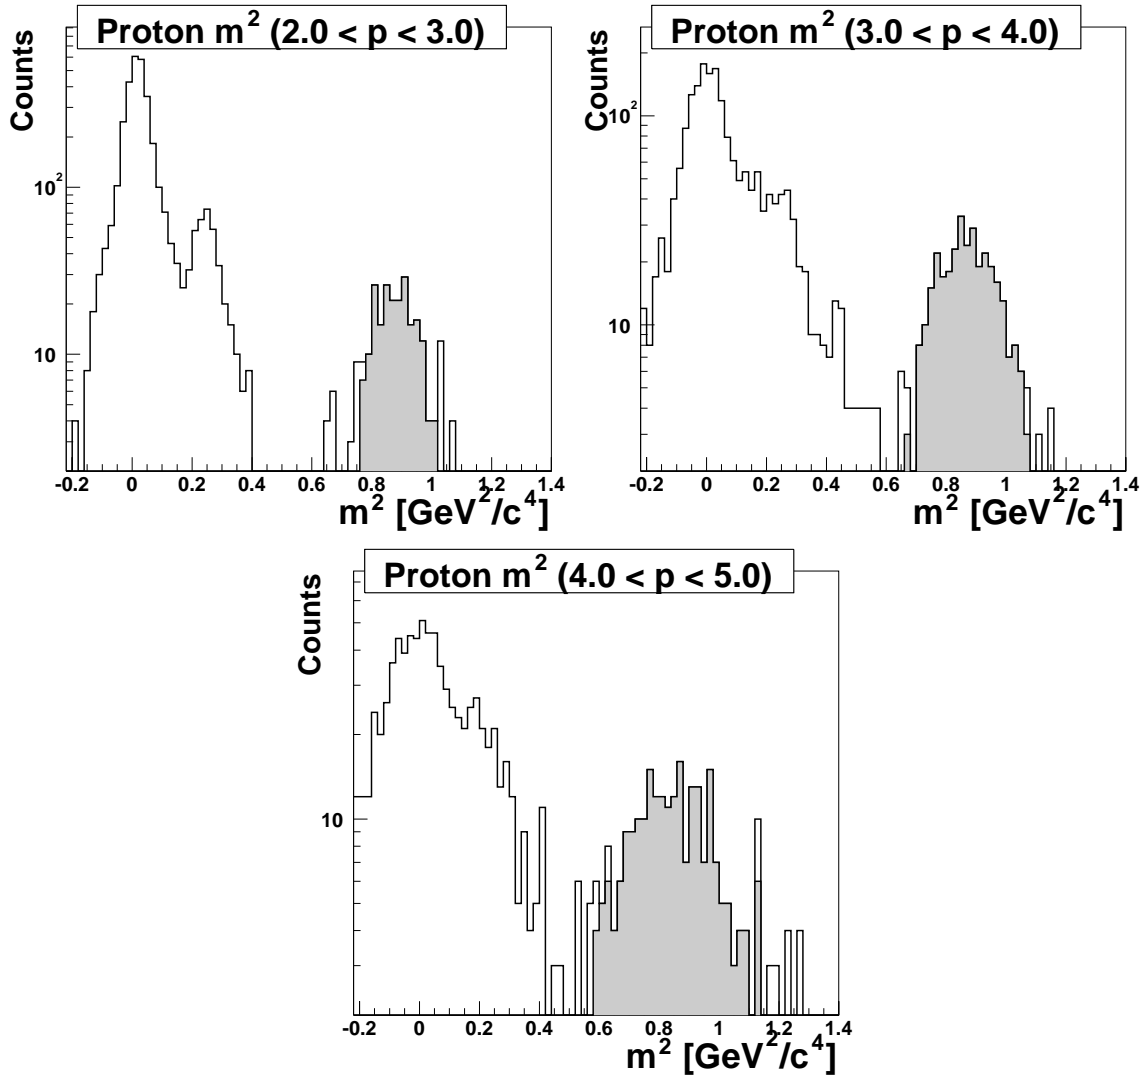 Proton m² (2.0 < p < 3.0)
Counts
10²
10
-0.2 0 0.2 0.4 0.6 0.8 1 1.2 1.4
m² [GeV²/c⁴]
Proton m² (3.0 < p < 4.0)
Counts
10²
10
-0.2 0 0.2 0.4 0.6 0.8 1 1.2 1.4
m² [GeV²/c⁴]
Proton m² (4.0 < p < 5.0)
Counts
10
-0.2 0 0.2 0.4 0.6 0.8 1 1.2 1.4
m² [GeV²/c⁴]